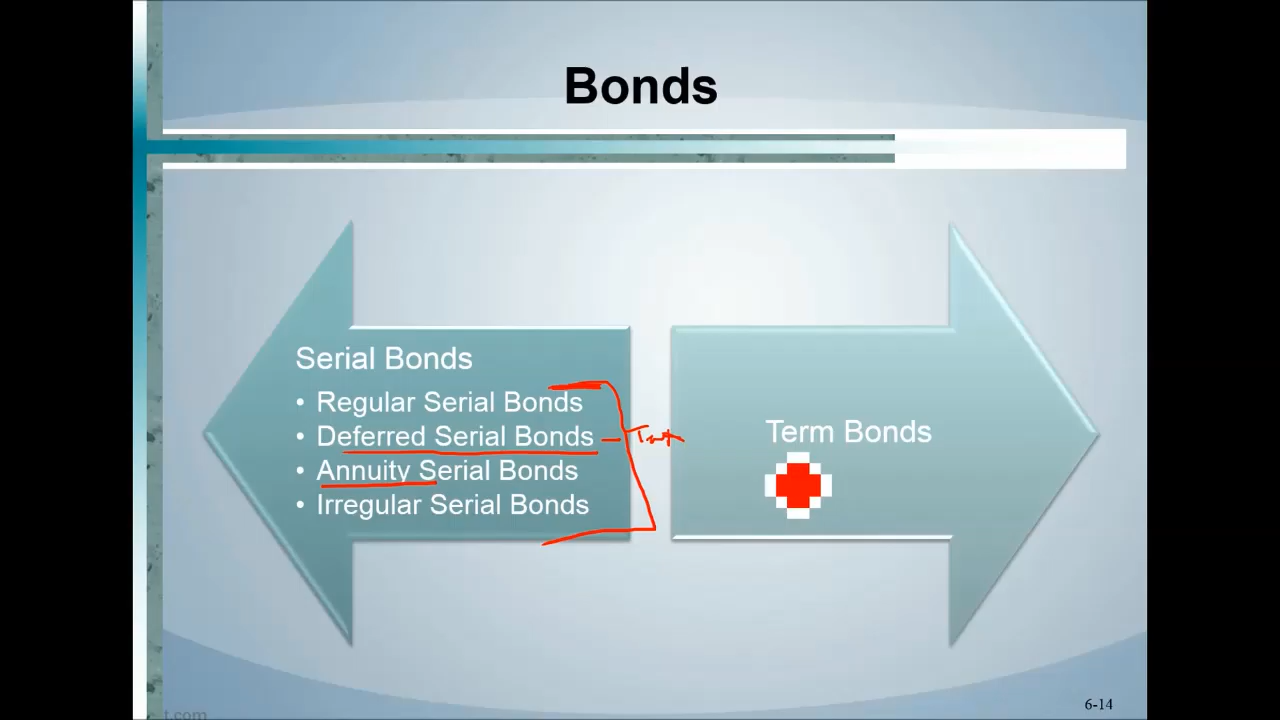 Bonds
Serial Bonds
• Regular Serial Bonds
• Deferred Serial Bonds
• Annuity Serial Bonds
• Irregular Serial Bonds
Term Bonds
6-14
t.com